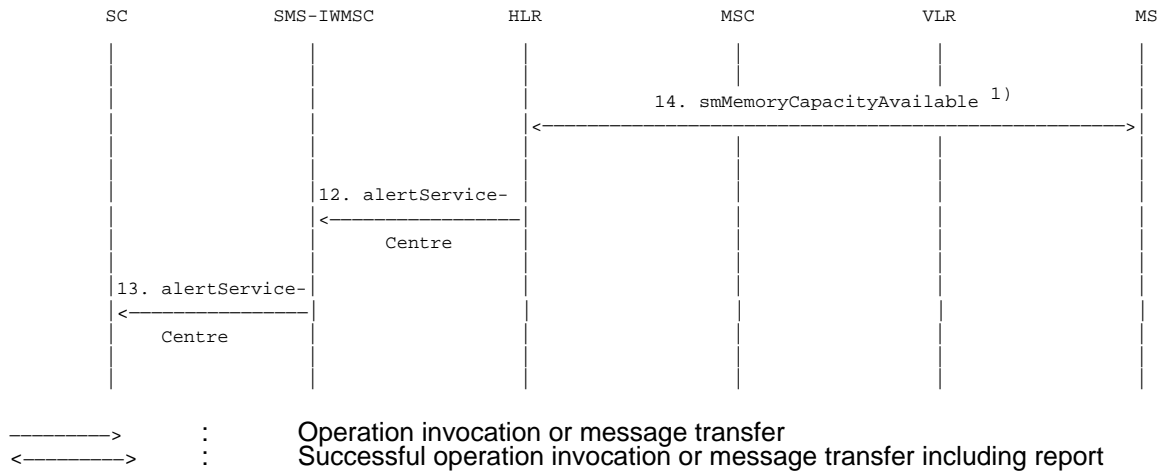 SC SMS-IWMSC HLR MSC VLR MS
14. smMemoryCapacityAvailable 1)
12. alertService-
Centre
13. alertService-
Centre
: Operation invocation or message transfer
: Successful operation invocation or message transfer including report